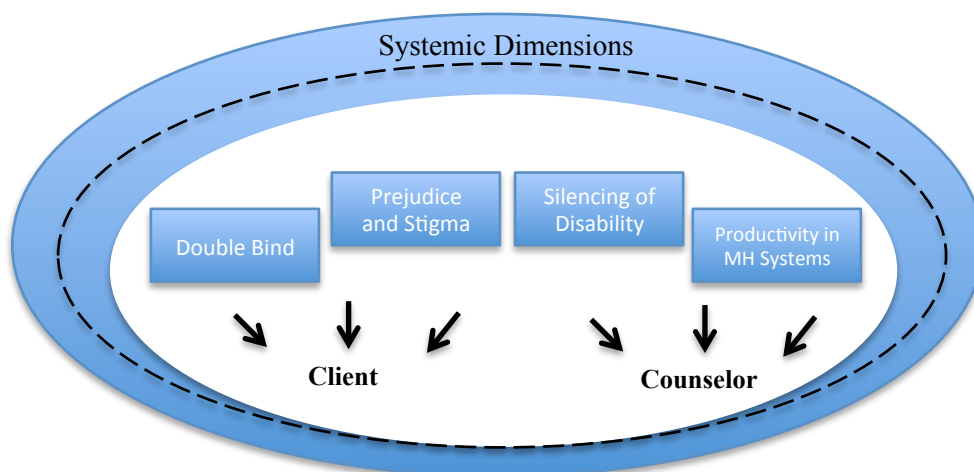 Systemic Dimensions
Double Bind
Prejudice
and Stigma
Silencing of
Disability
Productivity in
MH Systems
Client
Counselor